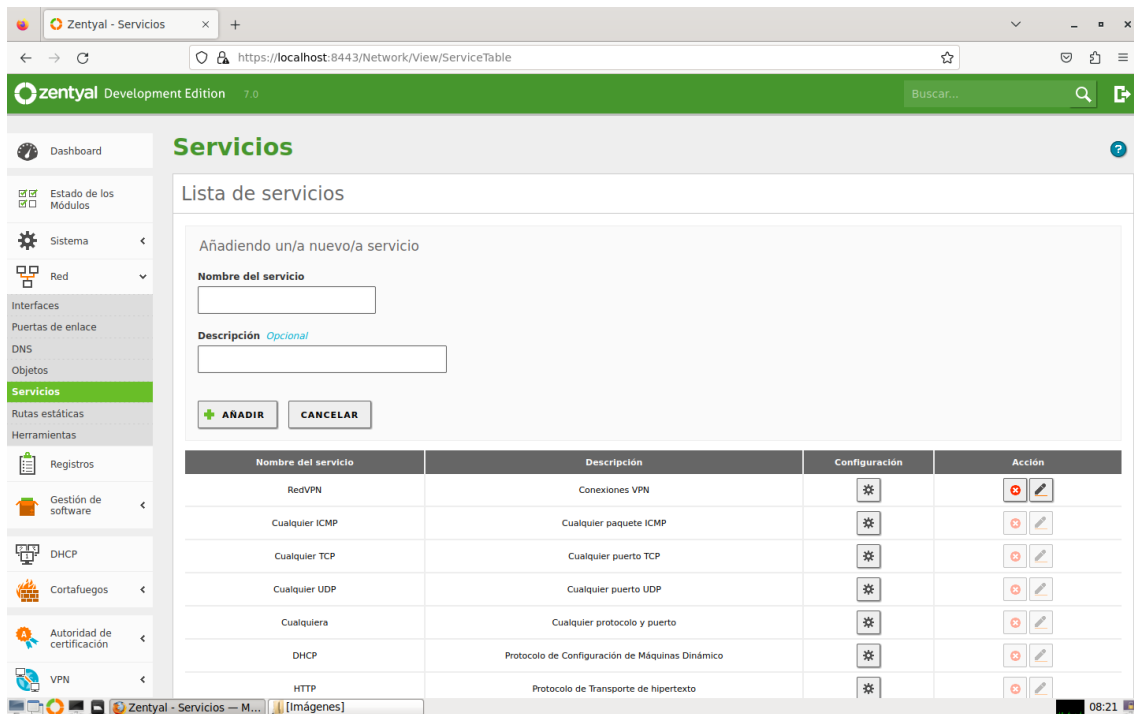 Zentyal - Servicios
https://localhost:8443/Network/View/ServiceTable
zentyal Development Edition 7.0
Buscar...
Dashboard
Estado de los
Módulos
Sistema
Red
Interfaces
Puertas de enlace
DNS
Objetos
Servicios
Rutas estáticas
Herramientas
Registros
Gestión de
software
DHCP
Cortafuegos
Autoridad de
certificación
VPN
Servicios
?
Lista de servicios
Añadiendo un/a nuevo/a servicio
Nombre del servicio
Descripción Opcional
AÑADIR CANCELAR
Nombre del servicio Descripción Configuración Acción
RedVPN Conexiones VPN
Cualquier ICMP Cualquier paquete ICMP
Cualquier TCP Cualquier puerto TCP
Cualquier UDP Cualquier puerto UDP
Cualquiera Cualquier protocolo y puerto
DHCP Protocolo de Configuración de Máquinas Dinámico
HTTP Protocolo de Transporte de hipertexto
Zentyal - Servicios — M... [Imágenes] 08:21